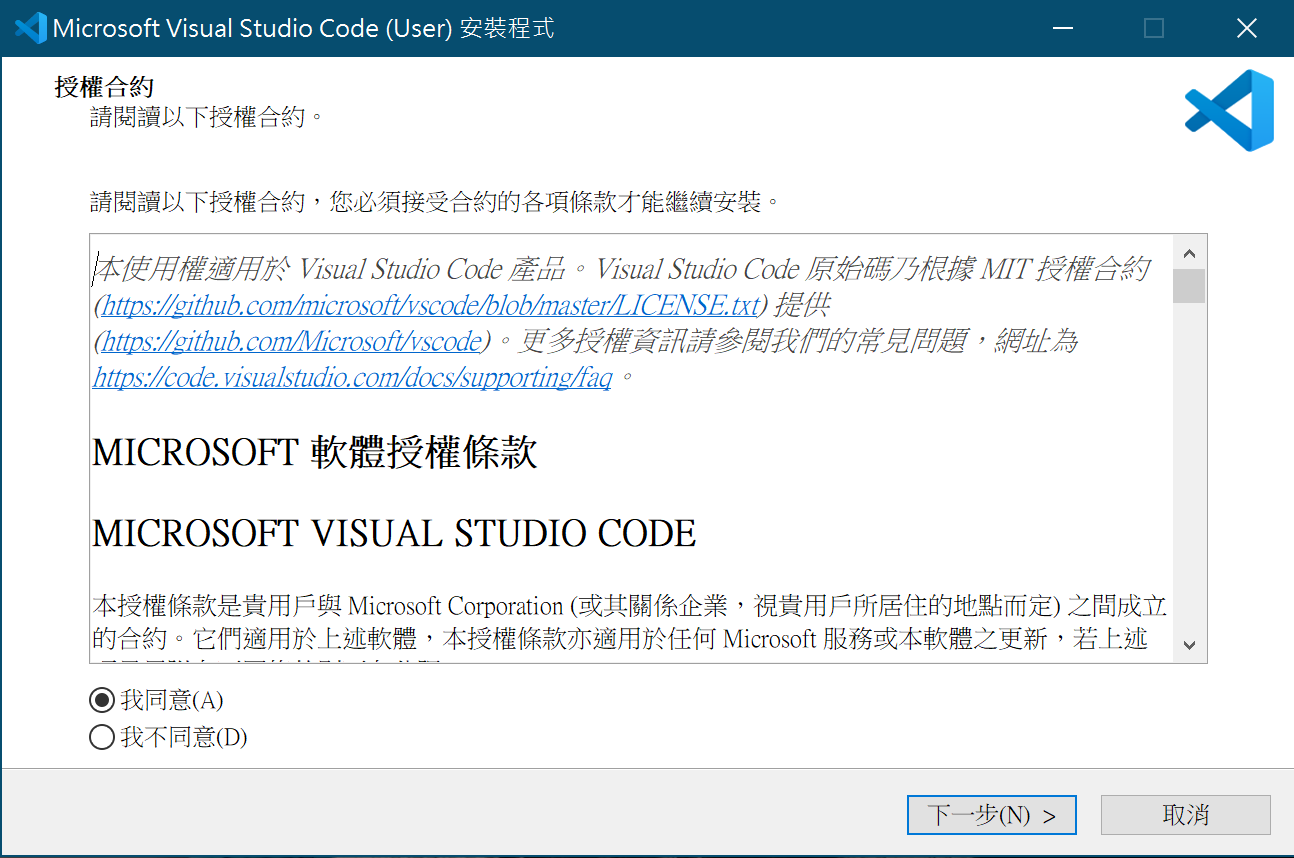 Microsoft Visual Studio Code (User) 安裝程式
授權合約
請閱讀以下授權合約。
請閱讀以下授權合約，您必須接受合約的各項條款才能繼續安裝。
本使用權適用於 Visual Studio Code 產品。Visual Studio Code 原始碼乃根據 MIT 授權合約
(https://github.com/microsoft/vscode/blob/master/LICENSE.txt) 提供
(https://github.com/Microsoft/vscode)。更多授權資訊請參閱我們的常見問題，網址為
https://code.visualstudio.com/docs/supporting/faq。
MICROSOFT 軟體授權條款
MICROSOFT VISUAL STUDIO CODE
本授權條款是貴用戶與 Microsoft Corporation (或其關係企業，視貴用戶所居住的地點而定) 之間成立
的合約。它們適用於上述軟體，本授權條款亦適用於任何 Microsoft 服務或本軟體之更新，若上述
我同意(A)
我不同意(D)
下一步(N) >
取消